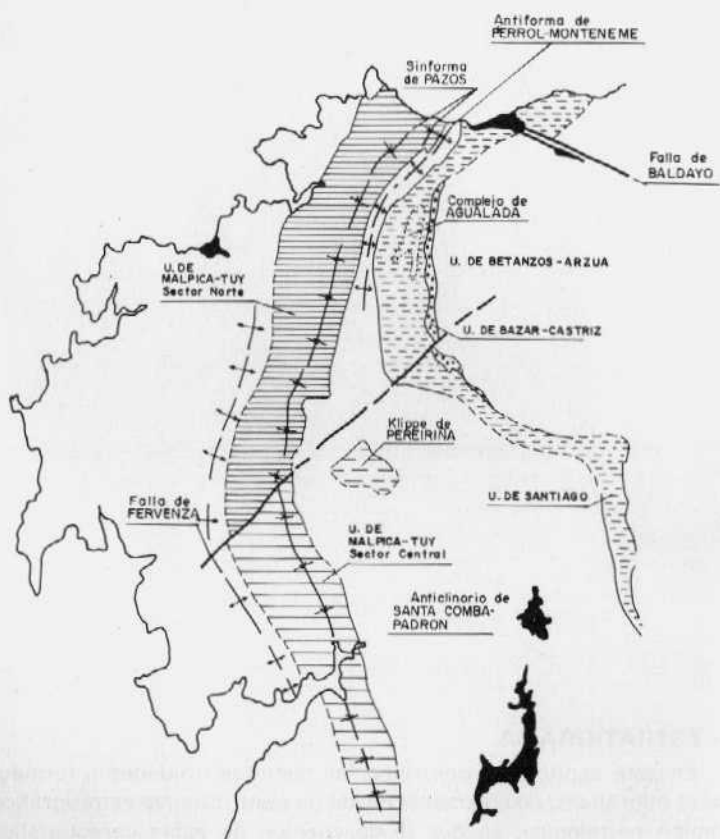 Antiforma de
FERROL-MONTENEME
Sinforma
de PAZOS
Falla de
BALDAYO
Complejo de
AGUALADA
U. DE BETANZOS-ARZUA
U. DE
MALPICA-TUY
Sector Norte
U. DE BAZAR-CASTRIZ
Klippe de
PEREIRIÑA
Falla de
FERVENZA
U. DE SANTIAGO
U. DE
MALPICA-TUY
Sector Central
Anticlinorio de
SANTA COMBA-
PADRON